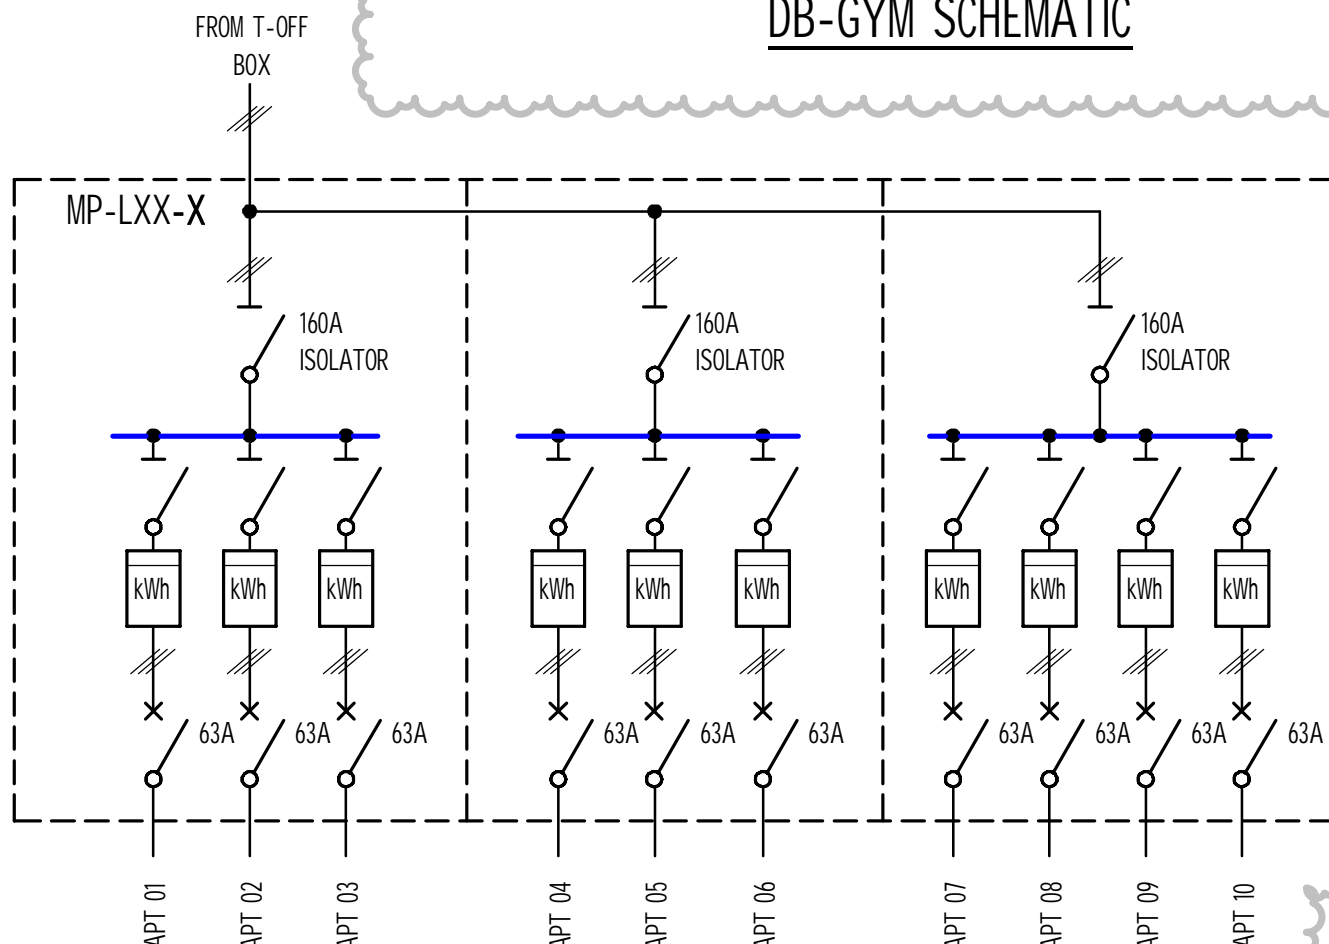 DB-GYM SCHEMATIC
FROM T-OFF
BOX
MP-LXX-X
160A
ISOLATOR
160A
ISOLATOR
160A
ISOLATOR
kWh
kWh
kWh
kWh
kWh
kWh
kWh
kWh
kWh
kWh
63A
63A
63A
63A
63A
63A
63A
63A
63A
63A
APT 01
APT 02
APT 03
APT 04
APT 05
APT 06
APT 07
APT 08
APT 09
APT 10